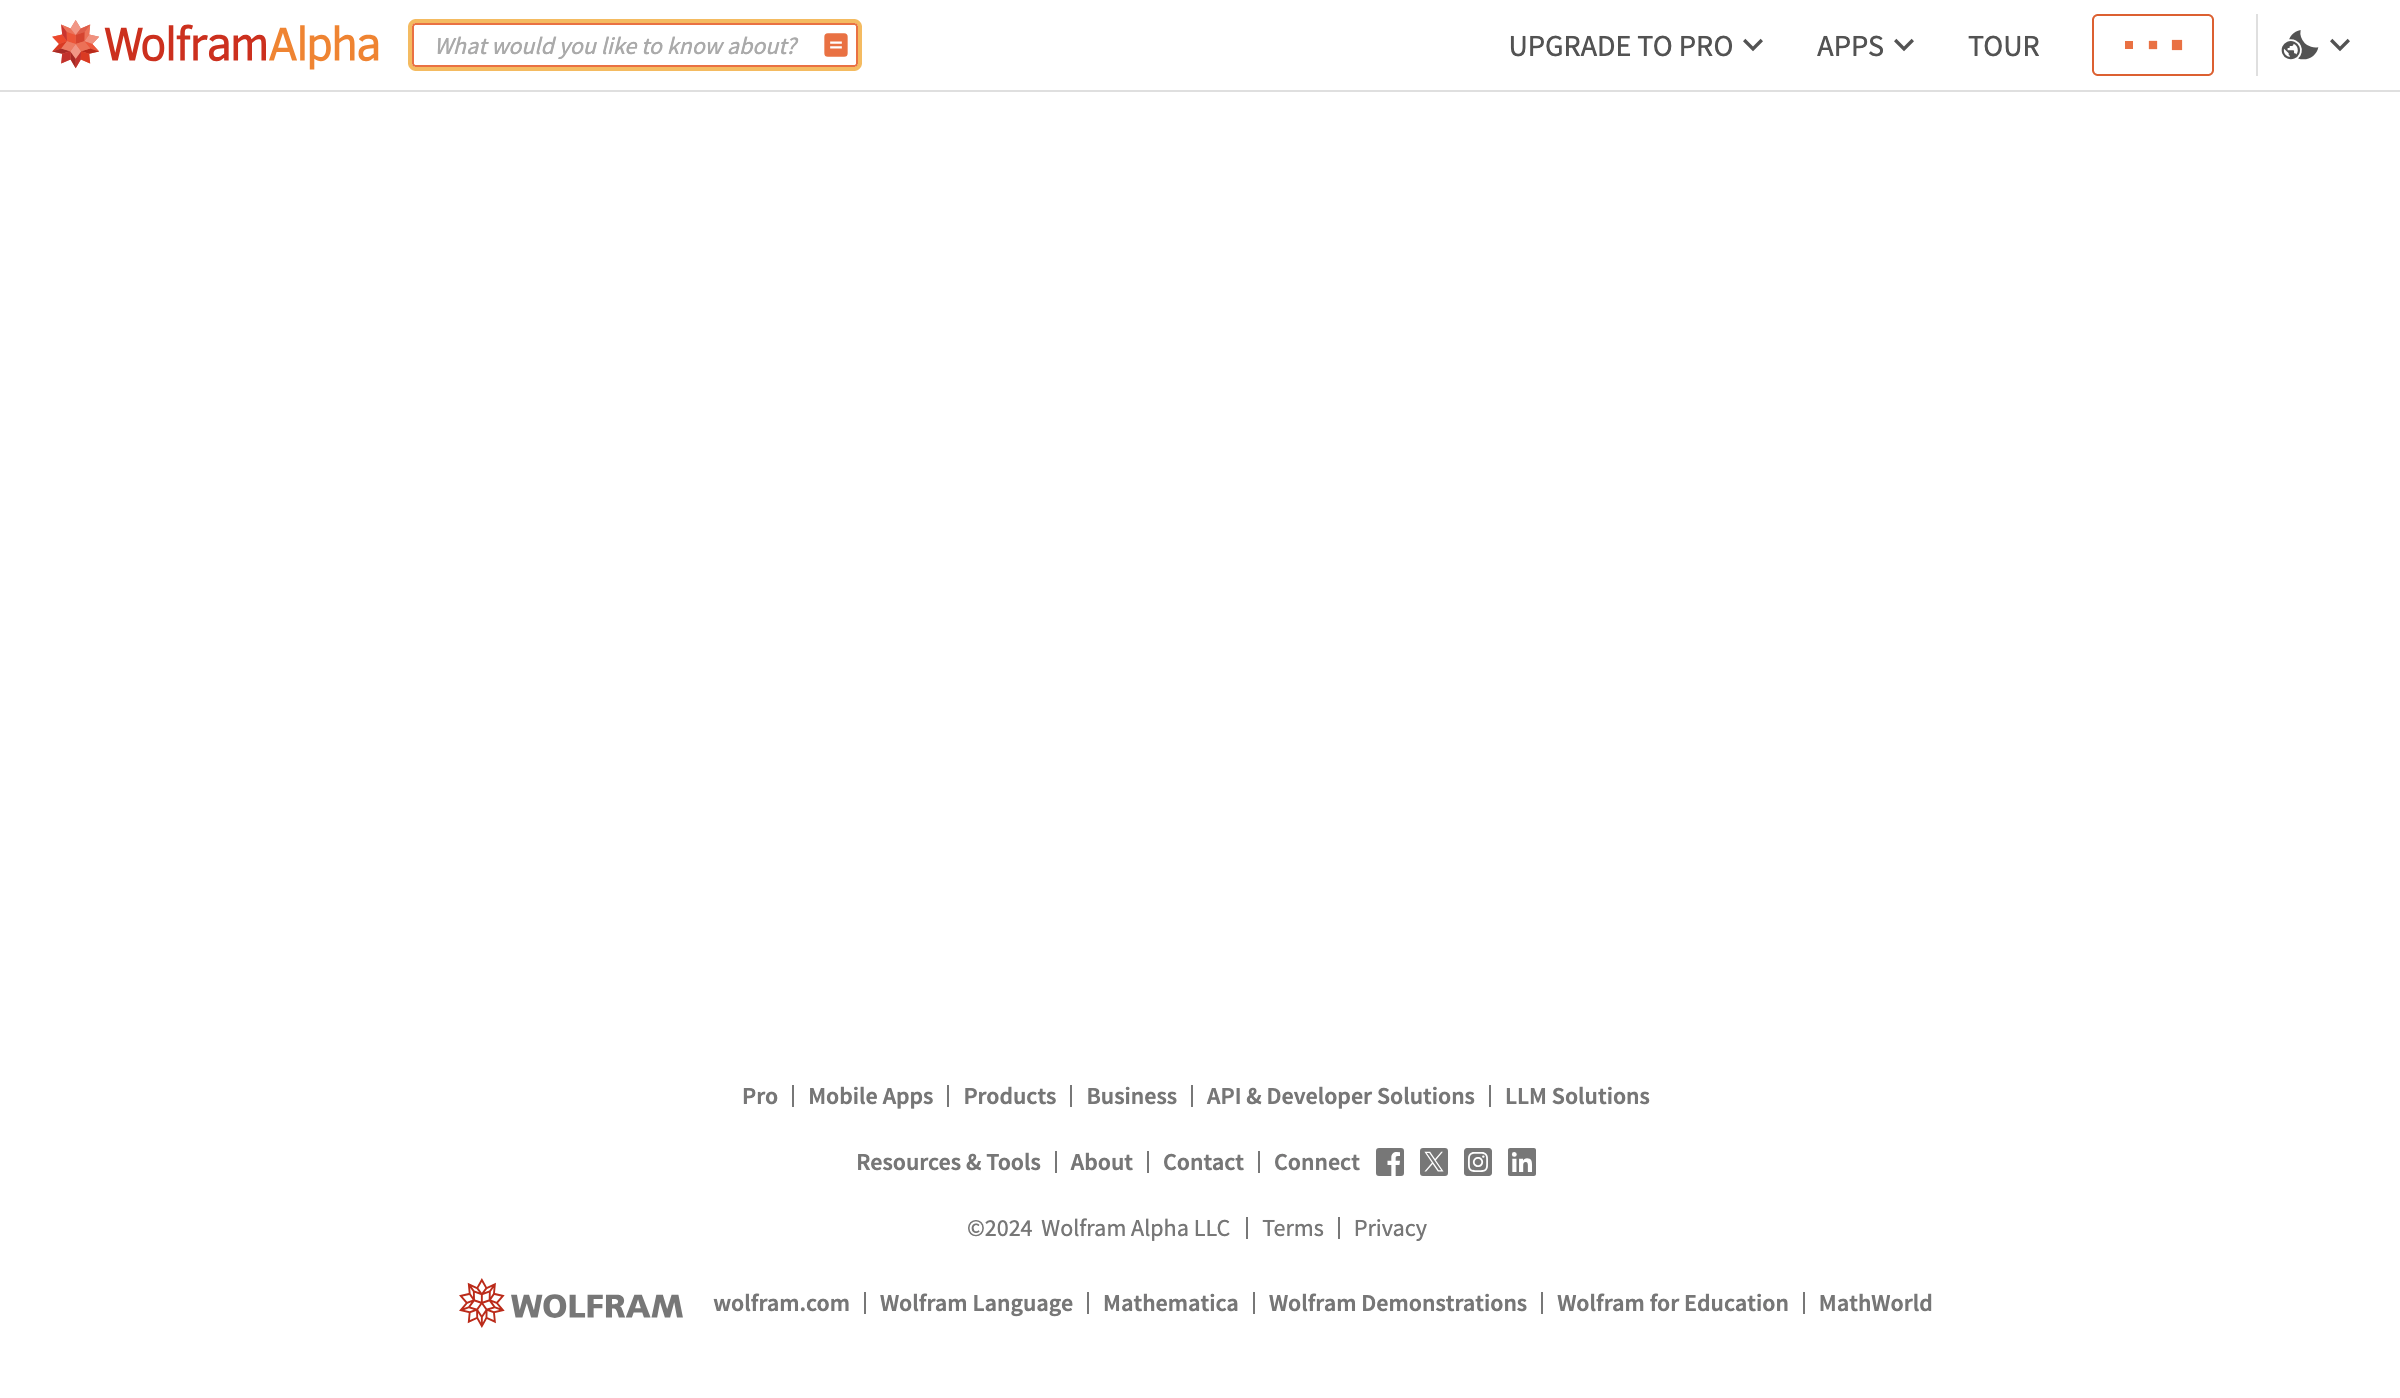 WolframAlpha What would you like to know about? UPGRADE TO PRO APPS TOUR
Pro | Mobile Apps | Products | Business | API & Developer Solutions | LLM Solutions
Resources & Tools | About | Contact | Connect
©2024 Wolfram Alpha LLC | Terms | Privacy
WOLFRAM wolfram.com | Wolfram Language | Mathematica | Wolfram Demonstrations | Wolfram for Education | MathWorld